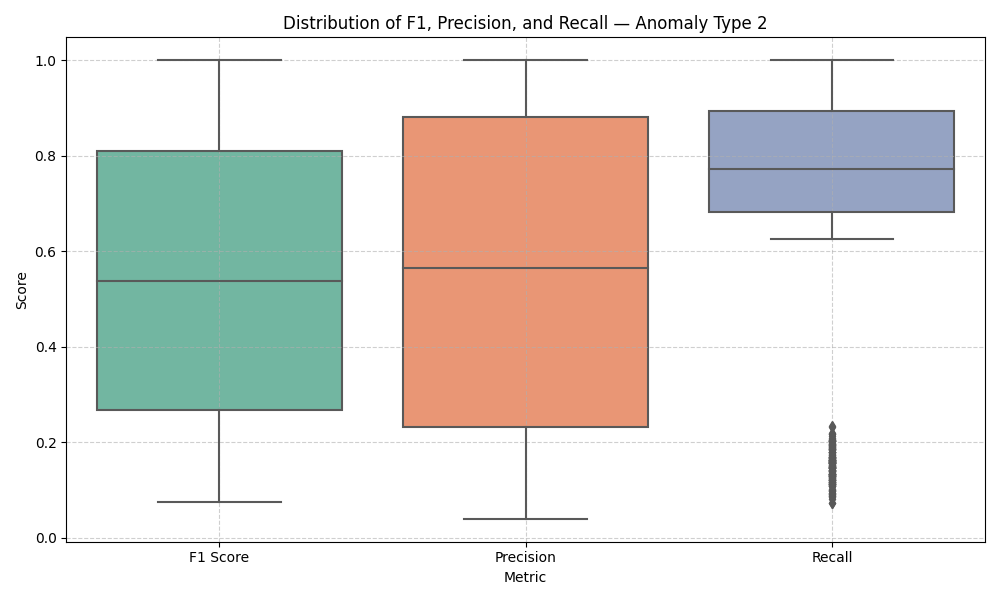 Distribution of F1, Precision, and Recall — Anomaly Type 2
1.0
0.8
0.6
0.4
0.2
0.0
Score
F1 Score
Precision
Recall
Metric